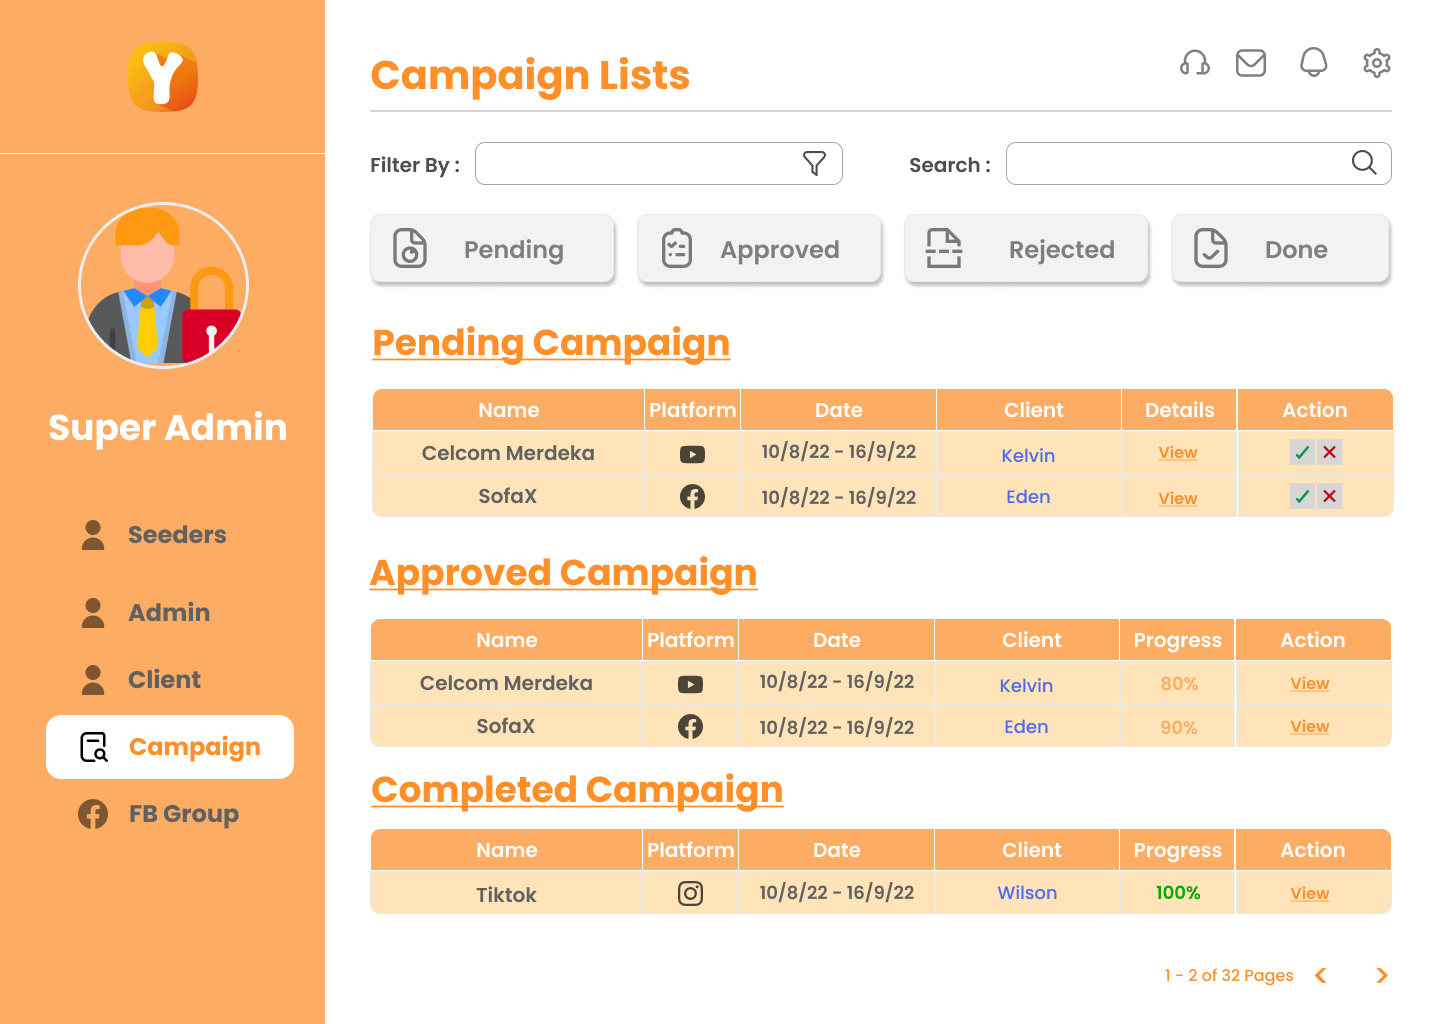 Y
Campaign Lists
Filter By :
Search :
Pending
Approved
Rejected
Done
Super Admin
Seeders
Admin
Client
Campaign
FB Group
Pending Campaign
Name Platform Date Client Details Action
Celcom Merdeka 10/8/22 - 16/9/22 Kelvin View
SofaX 10/8/22 - 16/9/22 Eden View
Approved Campaign
Name Platform Date Client Progress Action
Celcom Merdeka 10/8/22 - 16/9/22 Kelvin 80% View
SofaX 10/8/22 - 16/9/22 Eden 90% View
Completed Campaign
Name Platform Date Client Progress Action
Tiktok 10/8/22 - 16/9/22 Wilson 100% View
1 - 2 of 32 Pages